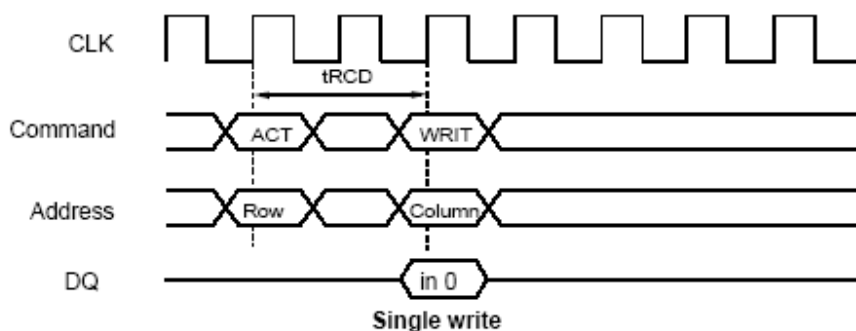 CLK
tRCD
Command ACT WRIT
Address Row Column
DQ in 0
Single write